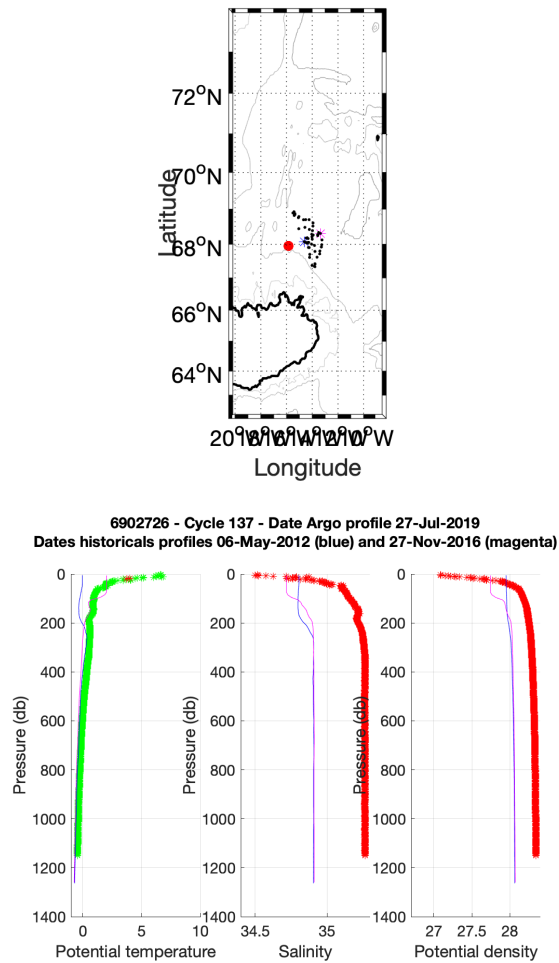 72°N
70°N
68°N
66°N
64°N
Latitude
20°W
10°W
Longitude
6902726 - Cycle 137 - Date Argo profile 27-Jul-2019
Dates historicals profiles 06-May-2012 (blue) and 27-Nov-2016 (magenta)
0
200
400
600
800
1000
1200
1400
Pressure (db)
0 5 10
Potential temperature
0
200
400
600
800
1000
1200
1400
Pressure (db)
34.5 35
Salinity
0
200
400
600
800
1000
1200
1400
Pressure (db)
27 27.5 28
Potential density